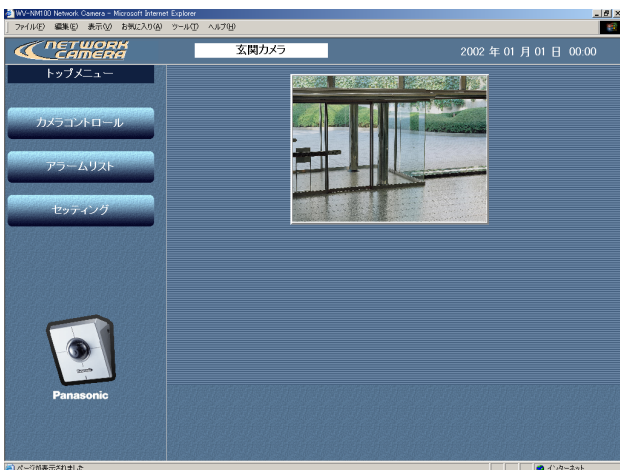 WV-NM100 Network Camera - Microsoft Internet Explorer
ファイル(F) 編集(E) 表示(V) お気に入り(A) ツール(T) ヘルプ(H)
NETWORK CAMERA
玄関カメラ
2002 年 01 月 01 日 00:00
トップメニュー
カメラコントロール
アラームリスト
セッティング
Panasonic
ページが表示されました
インターネット